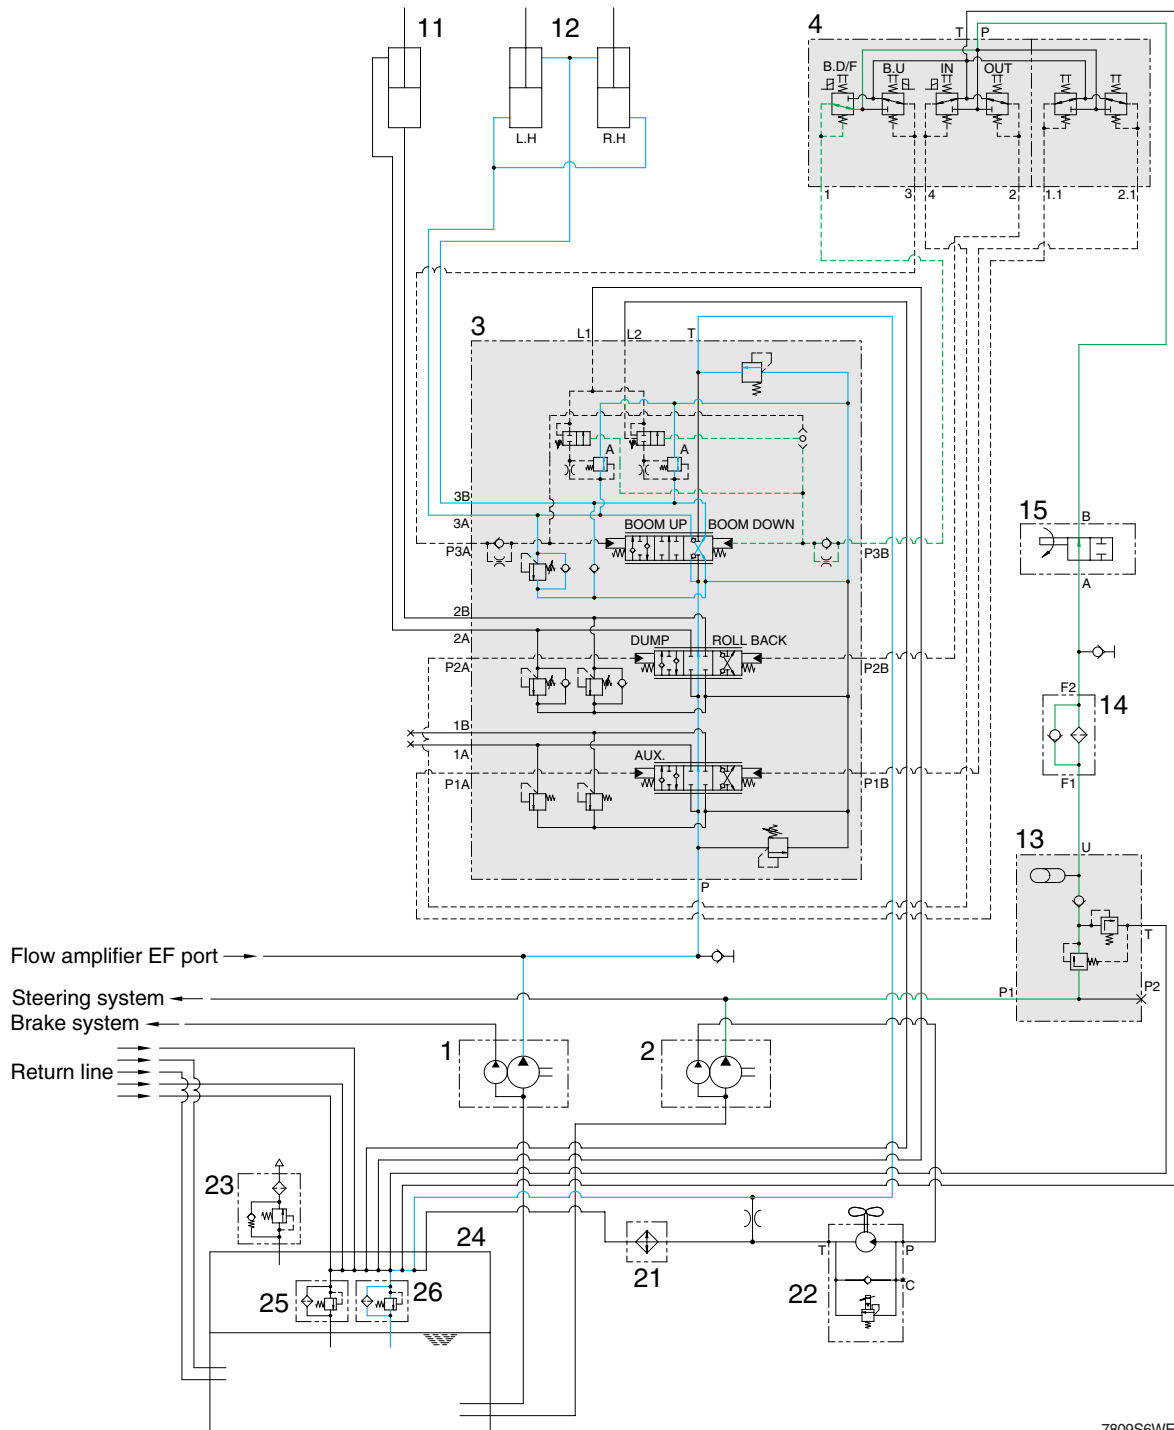 11
12
4
T P
B.D/F B.U IN OUT
L.H R.H
1 3 4 2 1.1 2.1
3
L1 L2 T
A A
3B
3A
BOOM UP BOOM DOWN
P3A P3B
15
B
A
2B
2A
DUMP ROLL BACK
P2A P2B
F2
14
1B
1A
AUX.
P1A P1B
F1
13
U
P
T
Flow amplifier EF port
Steering system
P1 P2
Brake system
1 2
Return line
23
24
T P
21
22
C
25 26